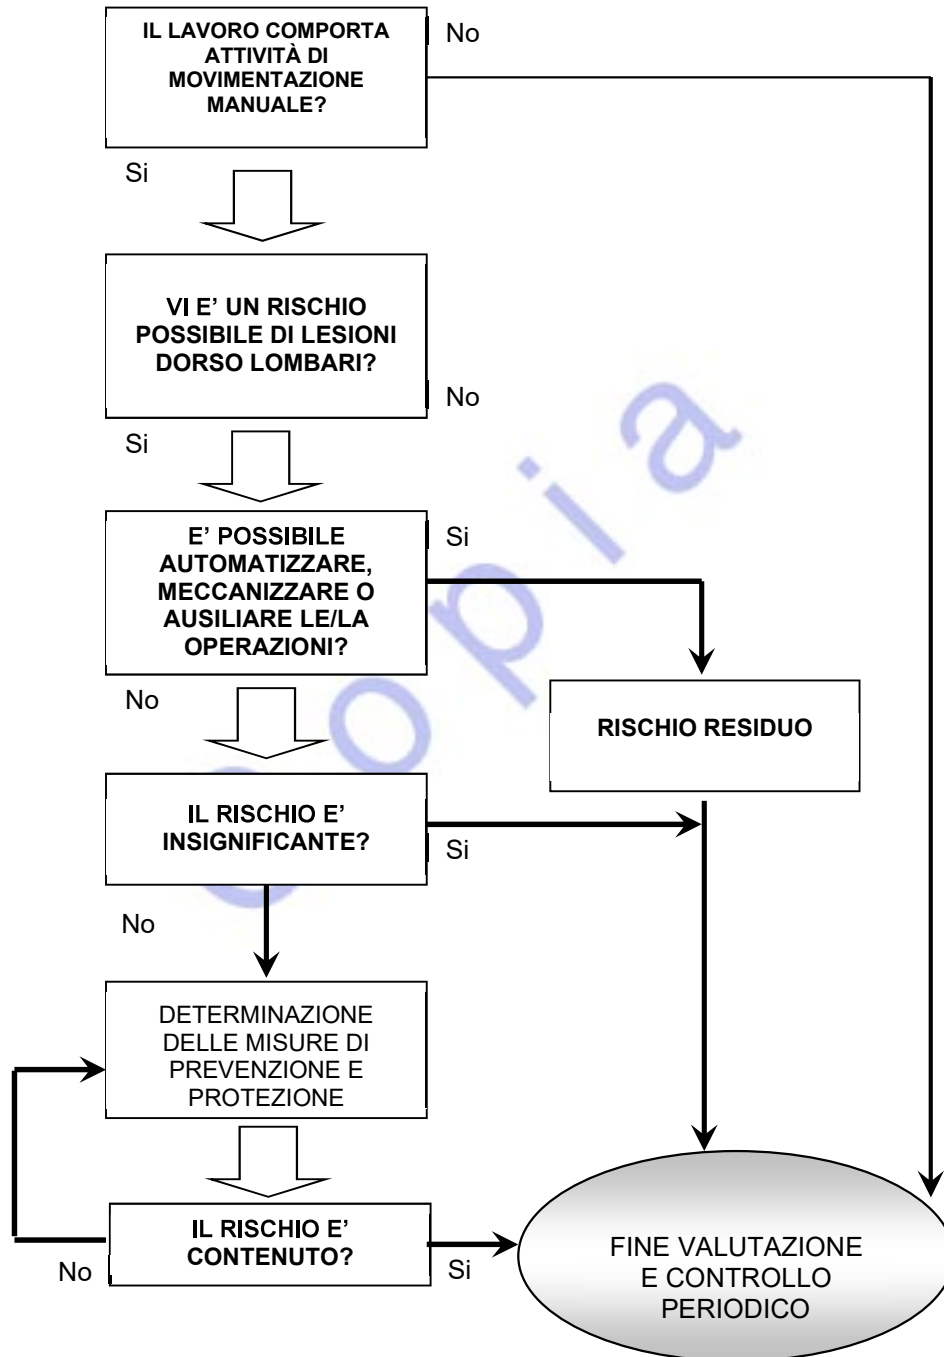 IL LAVORO COMPORTA
ATTIVITÀ DI
MOVIMENTAZIONE
MANUALE?
No
Si
VI E’ UN RISCHIO
POSSIBILE DI LESIONI
DORSO LOMBARI?
No
Si
E’ POSSIBILE
AUTOMATIZZARE,
MECCANIZZARE O
AUSILIARE LE/LA
OPERAZIONI?
Si
No
RISCHIO RESIDUO
IL RISCHIO E’
INSIGNIFICANTE?
Si
No
DETERMINAZIONE
DELLE MISURE DI
PREVENZIONE E
PROTEZIONE
IL RISCHIO E’
CONTENUTO?
No
Si
FINE VALUTAZIONE
E CONTROLLO
PERIODICO
Copia